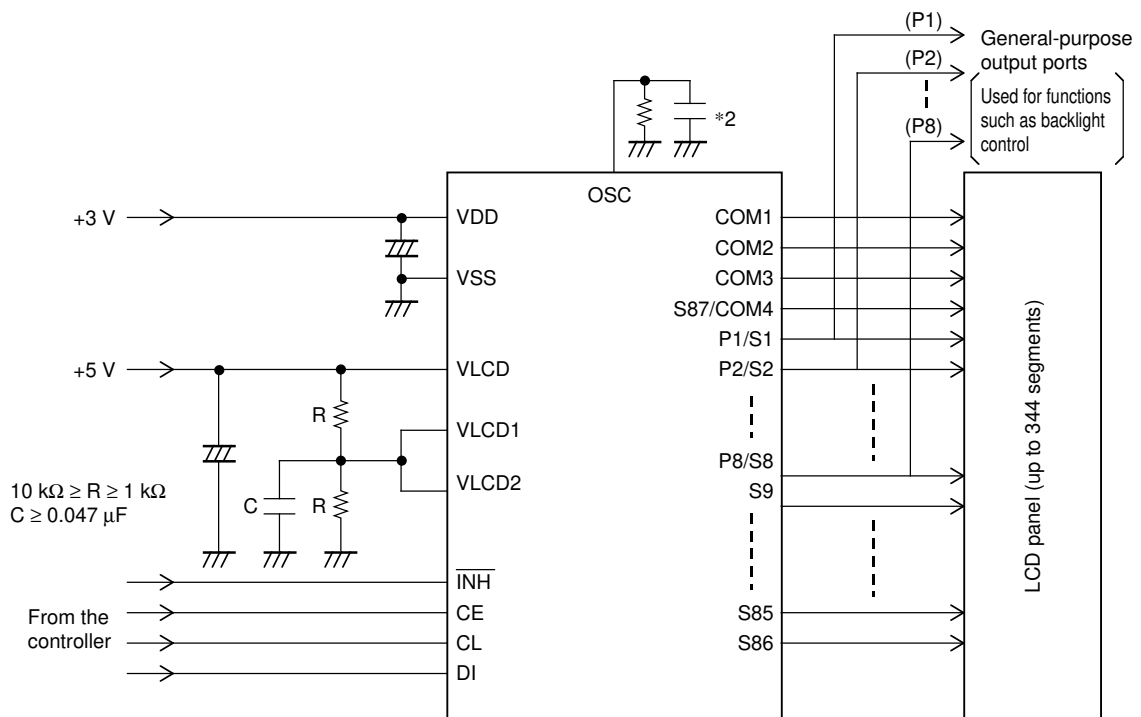 (P1)
General-purpose
output ports
(P2)
Used for functions
such as backlight
control
(P8)
*2
OSC
+3 V
VDD
VSS
+5 V
VLCD
R
VLCD1
VLCD2
C
R
10 kΩ ≥ R ≥ 1 kΩ
C ≥ 0.047 μF
INH
From the
controller
CE
CL
DI
COM1
COM2
COM3
S87/COM4
P1/S1
P2/S2
P8/S8
S9
S85
S86
LCD panel (up to 344 segments)